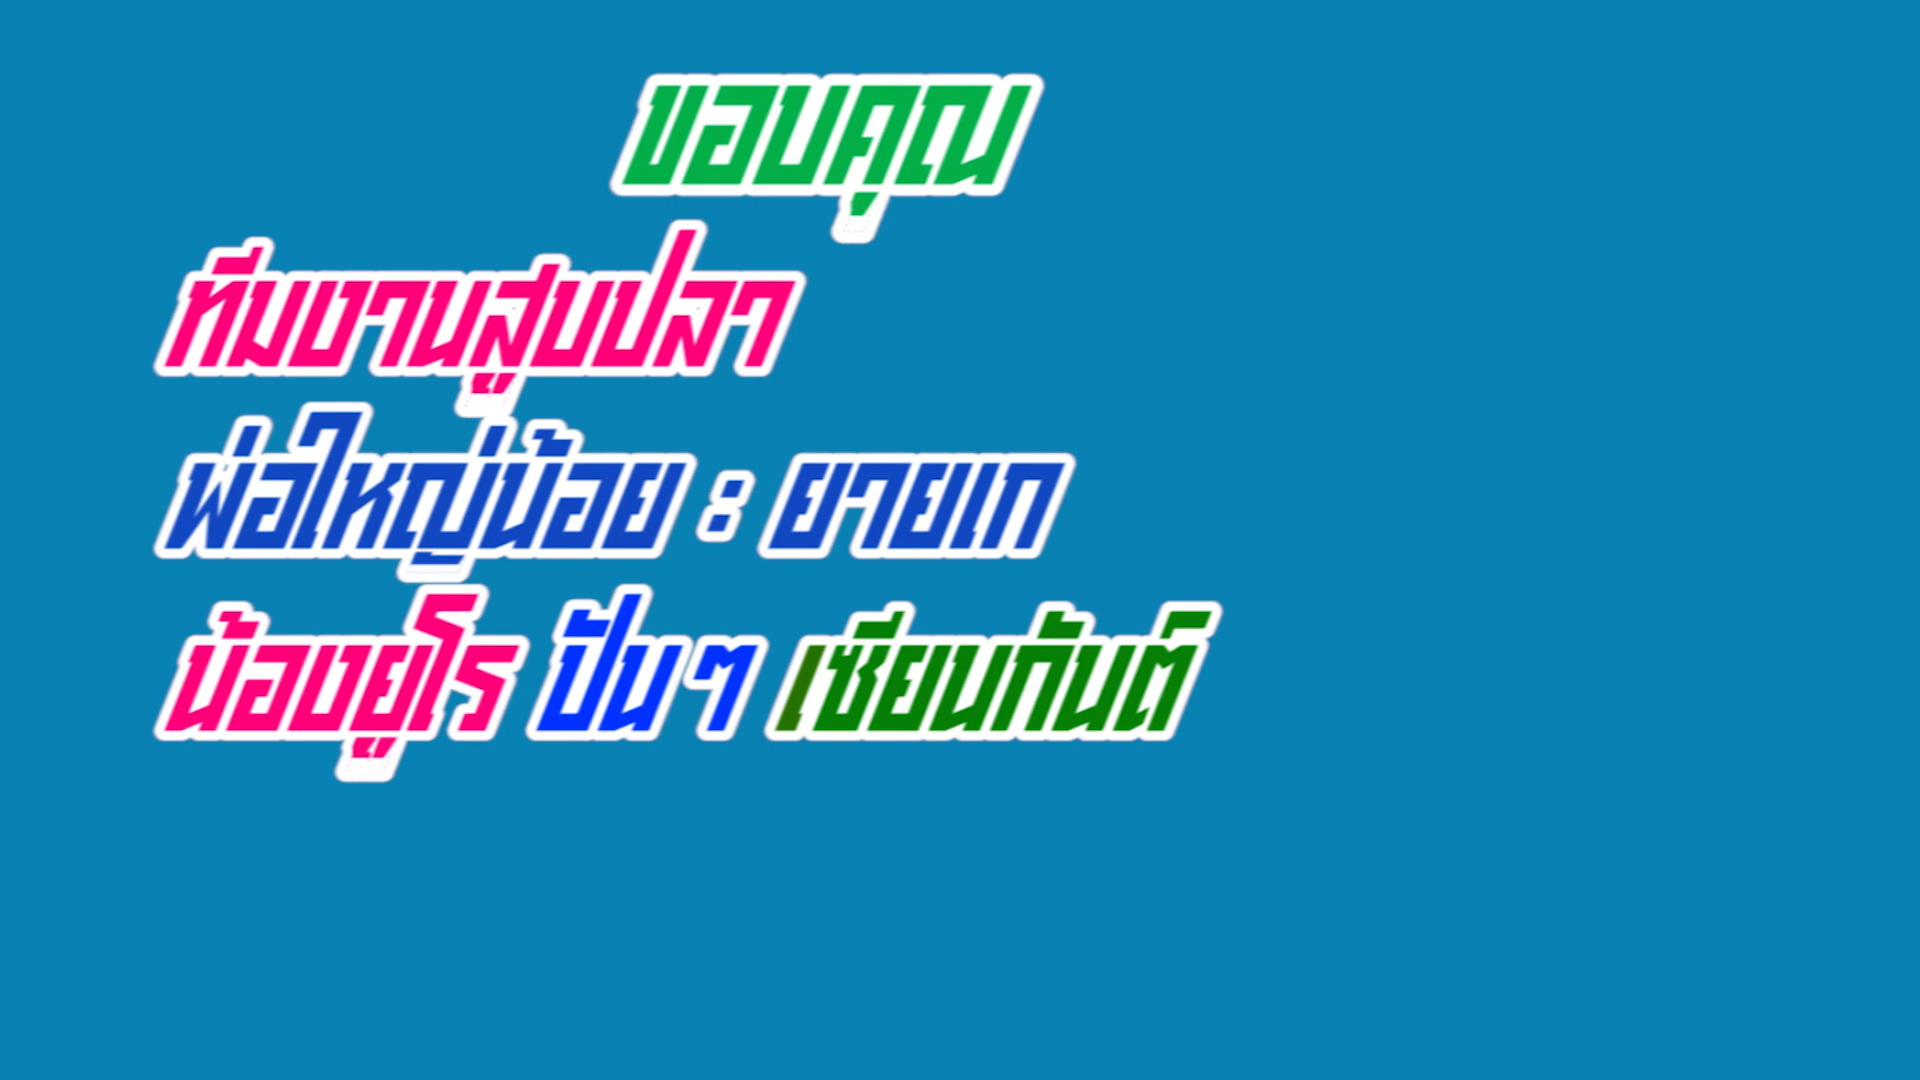 ขอบคุณ
ทีมงานสูบปลา
พ่อใหญ่น้อย : ยายเก
น้องยูโร ปันๆ เซียนกันต์